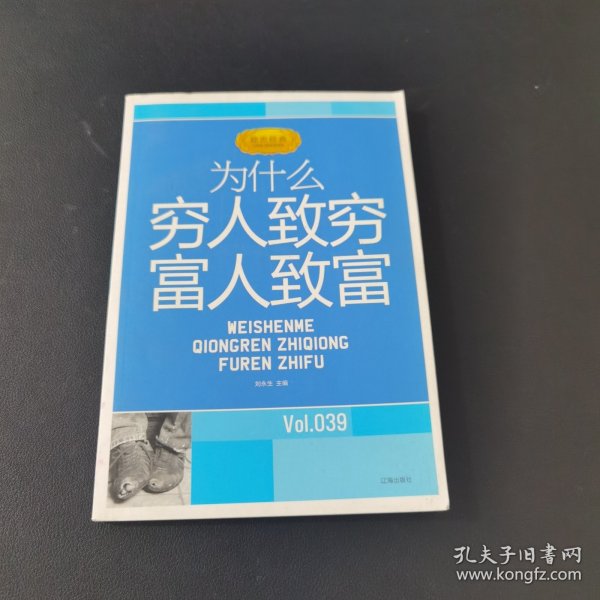 为什么
穷人致穷
富人致富
WEISHENME
QIONGREN ZHIQIONG
FUREN ZHIFU
刘永生 主编
Vol.039
辽海出版社
孔夫子旧书网
www.kongfz.com